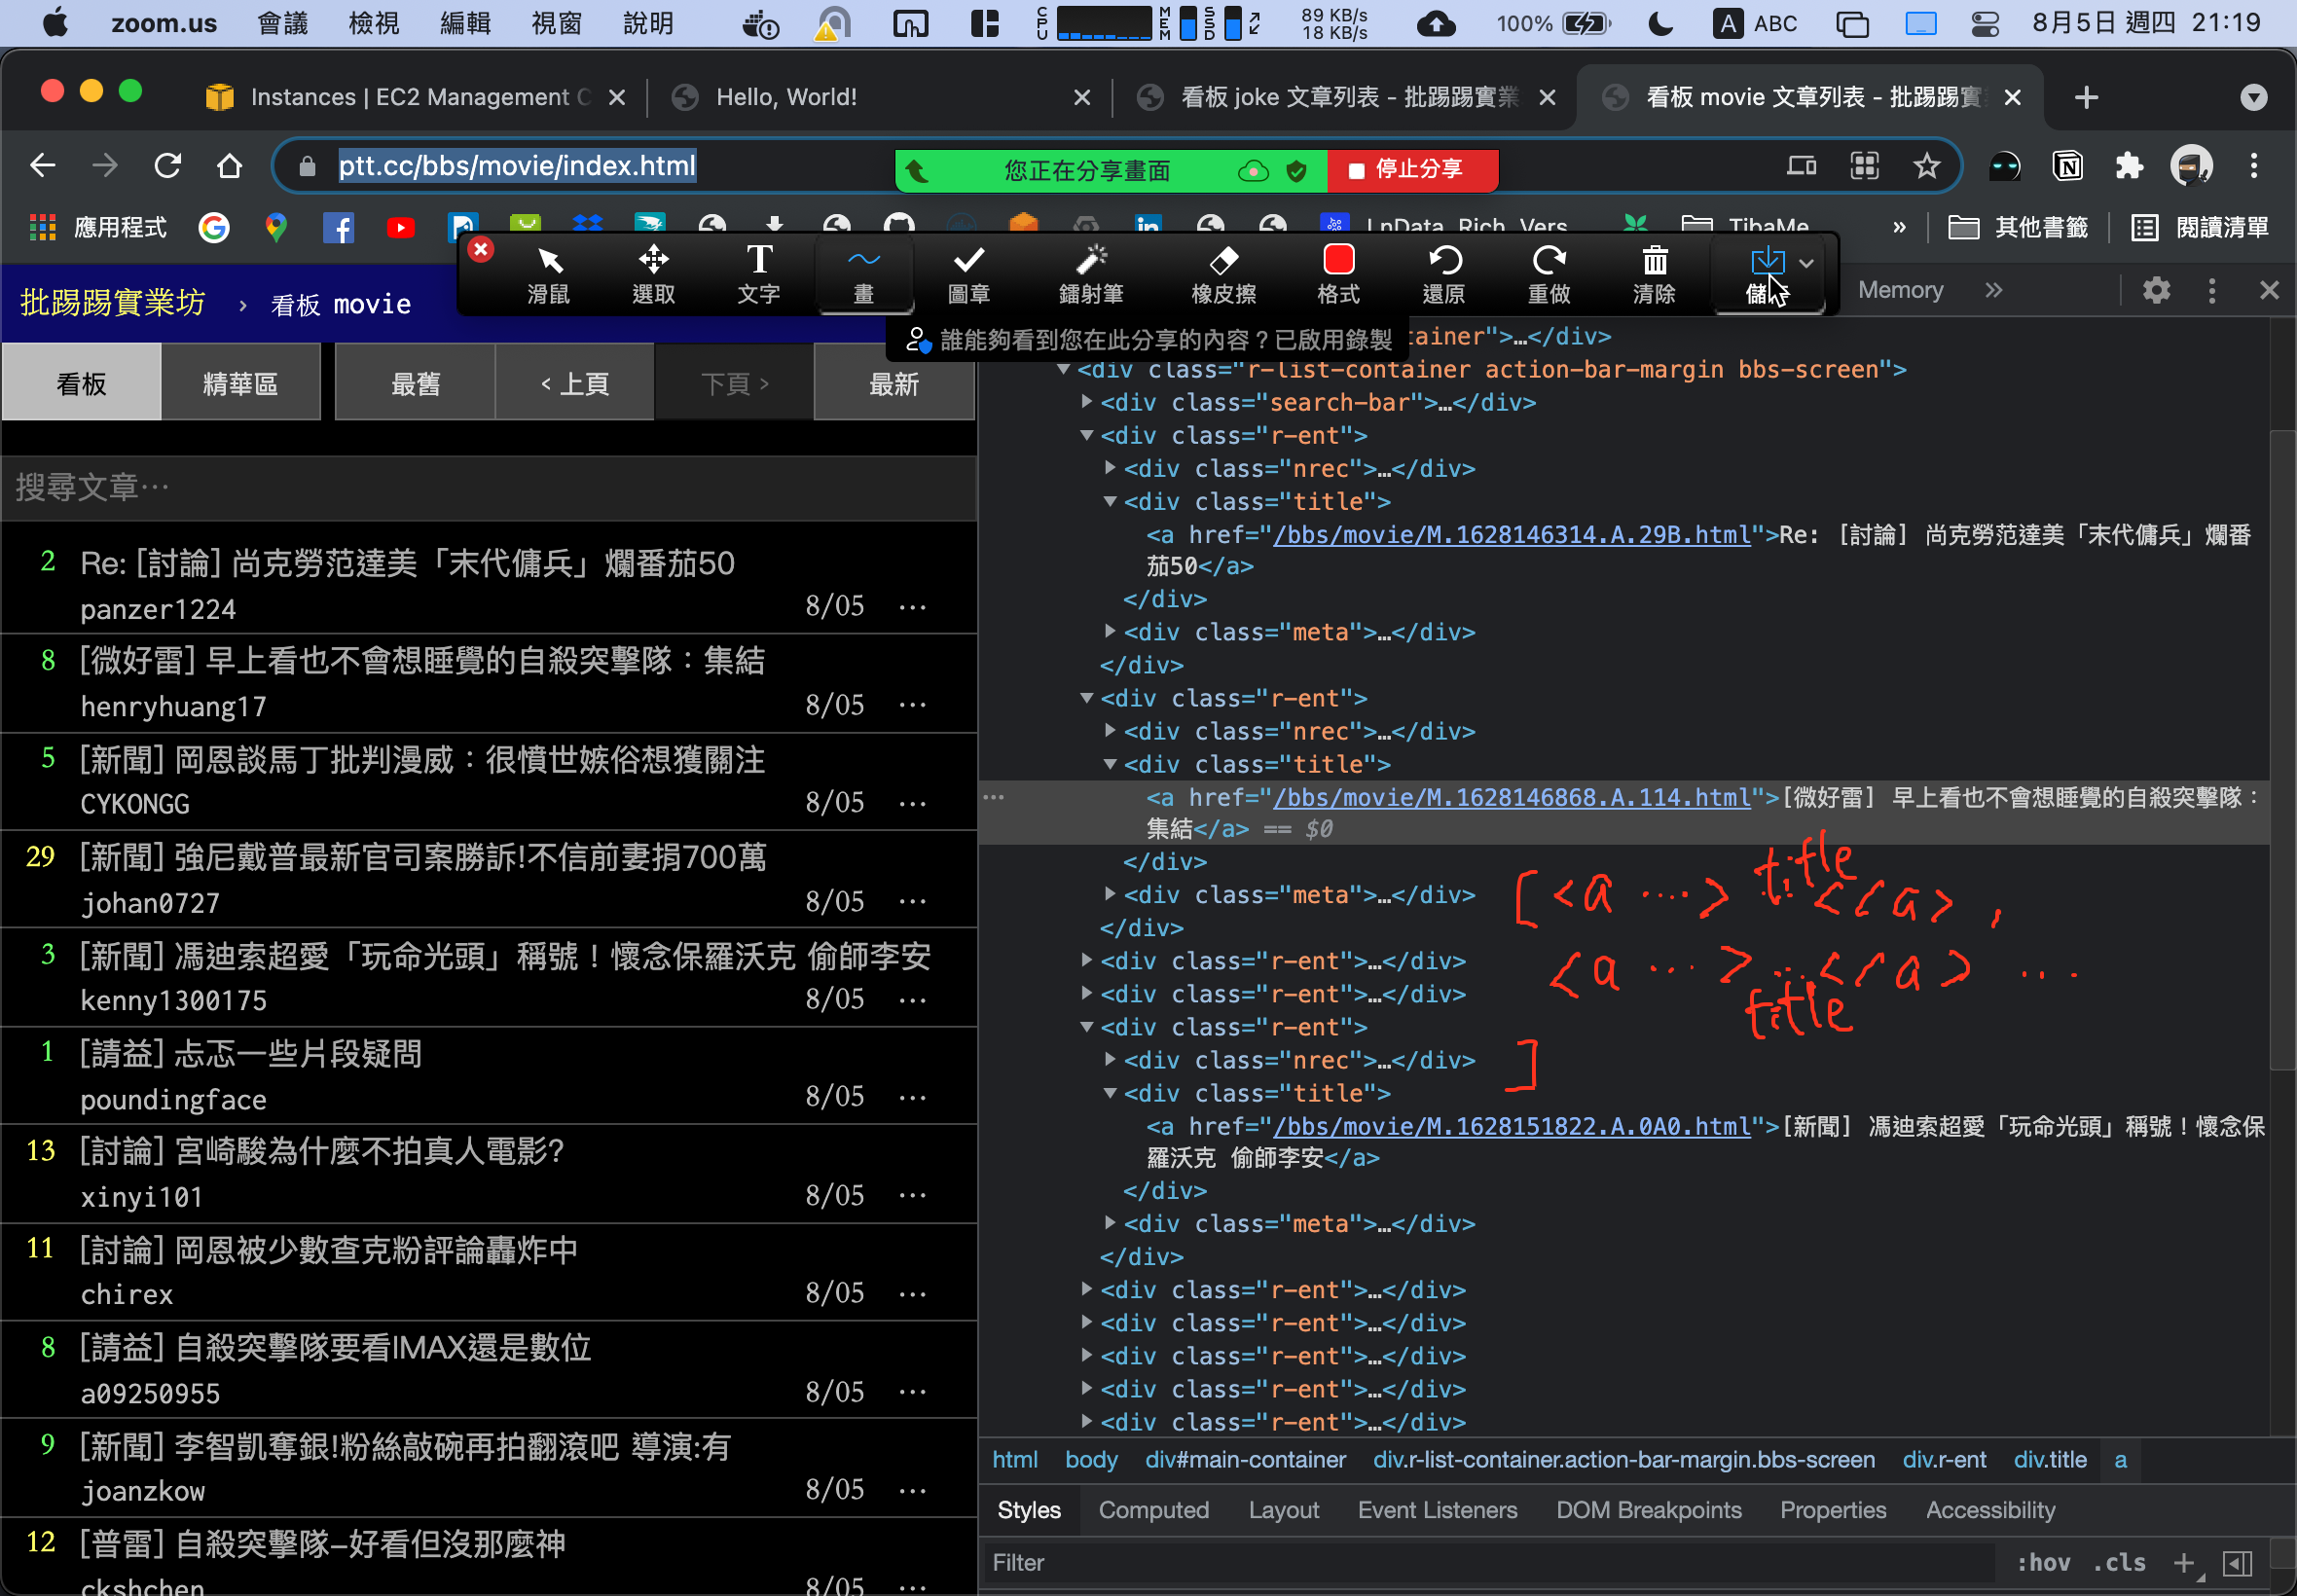 zoom.us 會議 檢視 編輯 視窗 說明 CPU MEM SSD 89 KB/s 18 KB/s 100% A ABC 8月5日 週四 21:19
Instances | EC2 Management C
Hello, World!
看板 joke 文章列表 - 批踢踢實業
看板 movie 文章列表 - 批踢踢實
ptt.cc/bbs/movie/index.html
您正在分享畫面 停止分享
應用程式 LnData Rich Vers TibaMe » 其他書籤 閱讀清單
滑鼠 選取 文字 畫 圖章 鐳射筆 橡皮擦 格式 還原 重做 清除
誰能夠看到您在此分享的內容？已啟用錄製
Memory »
批踢踢實業坊 › 看板 movie
看板 精華區 最舊 ‹ 上頁 下頁 › 最新
搜尋文章⋯
2 Re: [討論] 尚克勞范達美「末代傭兵」爛番茄50
panzer1224 8/05 ⋯
8 [微好雷] 早上看也不會想睡覺的自殺突擊隊：集結
henryhuang17 8/05 ⋯
5 [新聞] 岡恩談馬丁批判漫威：很憤世嫉俗想獲關注
CYKONGG 8/05 ⋯
29 [新聞] 強尼戴普最新官司案勝訴!不信前妻捐700萬
johan0727 8/05 ⋯
3 [新聞] 馮迪索超愛「玩命光頭」稱號！懷念保羅沃克 偷師李安
kenny1300175 8/05 ⋯
1 [請益] 忐忑一些片段疑問
poundingface 8/05 ⋯
13 [討論] 宮崎駿為什麼不拍真人電影?
xinyi101 8/05 ⋯
11 [討論] 岡恩被少數查克粉評論轟炸中
chirex 8/05 ⋯
8 [請益] 自殺突擊隊要看IMAX還是數位
a09250955 8/05 ⋯
9 [新聞] 李智凱奪銀!粉絲敲碗再拍翻滾吧 導演:有
joanzkow 8/05 ⋯
12 [普雷] 自殺突擊隊–好看但沒那麼神
ckshchen 8/05 ⋯
tainer">…</div>
<div class="r-list-container action-bar-margin bbs-screen">
<div class="search-bar">…</div>
<div class="r-ent">
<div class="nrec">…</div>
<div class="title">
<a href="/bbs/movie/M.1628146314.A.29B.html">Re: [討論] 尚克勞范達美「末代傭兵」爛番
茄50</a>
</div>
<div class="meta">…</div>
</div>
<div class="r-ent">
<div class="nrec">…</div>
<div class="title">
<a href="/bbs/movie/M.1628146868.A.114.html">[微好雷] 早上看也不會想睡覺的自殺突擊隊：
集結</a> == $0
</div>
<div class="meta">…</div>
</div>
<div class="r-ent">…</div>
<div class="r-ent">…</div>
<div class="r-ent">
<div class="nrec">…</div>
<div class="title">
<a href="/bbs/movie/M.1628151822.A.0A0.html">[新聞] 馮迪索超愛「玩命光頭」稱號！懷念保
羅沃克 偷師李安</a>
</div>
<div class="meta">…</div>
</div>
<div class="r-ent">…</div>
<div class="r-ent">…</div>
<div class="r-ent">…</div>
<div class="r-ent">…</div>
<div class="r-ent">…</div>
[<a ...> title </a> ,
<a ...> ... </a> ...
title
]
html body div#main-container div.r-list-container.action-bar-margin.bbs-screen div.r-ent div.title a
Styles Computed Layout Event Listeners DOM Breakpoints Properties Accessibility
Filter :hov .cls +